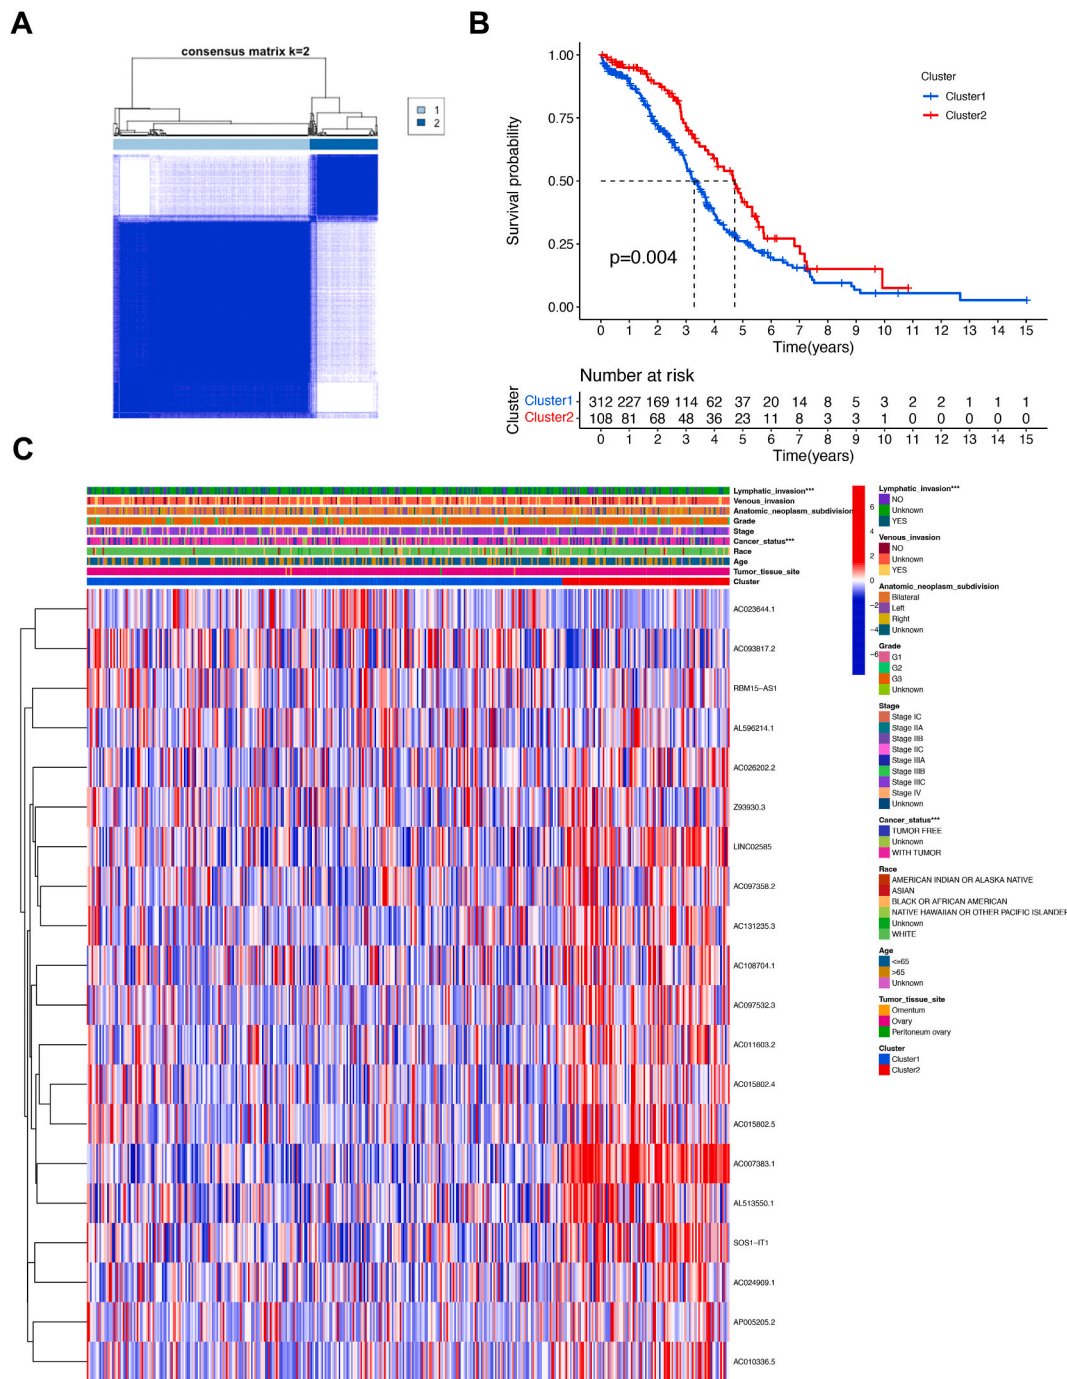 A
consensus matrix k=2
1
2
B
1.00
0.75
0.50
0.25
0.00
Survival probability
p=0.004
Cluster
Cluster1
Cluster2
0 1 2 3 4 5 6 7 8 9 10 11 12 13 14 15
Time(years)
Number at risk
Cluster
Cluster1 312 227 169 114 62 37 20 14 8 5 3 2 2 1 1 1
Cluster2 108 81 68 48 36 23 11 8 3 3 1 0 0 0 0 0
0 1 2 3 4 5 6 7 8 9 10 11 12 13 14 15
Time(years)
C
Lymphatic_invasion***
Venous_invasion
Anatomic_neoplasm_subdivision
Grade
Stage
Cancer_status***
Race
Age
Tumor_tissue_site
Cluster
AC023644.1
AC093817.2
RBM15−AS1
AL596214.1
AC026202.2
Z93930.3
LINC02585
AC097358.2
AC131235.3
AC108704.1
AC097532.3
AC011603.2
AC015802.4
AC015802.5
AC007383.1
AL513550.1
SOS1−IT1
AC024909.1
AP005205.2
AC010336.5
6
4
2
0
−2
−4
−6
Lymphatic_invasion***
NO
Unknown
YES
Venous_invasion
NO
Unknown
YES
Anatomic_neoplasm_subdivision
Bilateral
Left
Right
Unknown
Grade
G1
G2
G3
Unknown
Stage
Stage IC
Stage IIA
Stage IIB
Stage IIC
Stage IIIA
Stage IIIB
Stage IIIC
Stage IV
Unknown
Cancer_status***
TUMOR FREE
Unknown
WITH TUMOR
Race
AMERICAN INDIAN OR ALASKA NATIVE
ASIAN
BLACK OR AFRICAN AMERICAN
NATIVE HAWAIIAN OR OTHER PACIFIC ISLANDER
Unknown
WHITE
Age
<=65
>65
Unknown
Tumor_tissue_site
Omentum
Ovary
Peritoneum ovary
Cluster
Cluster1
Cluster2